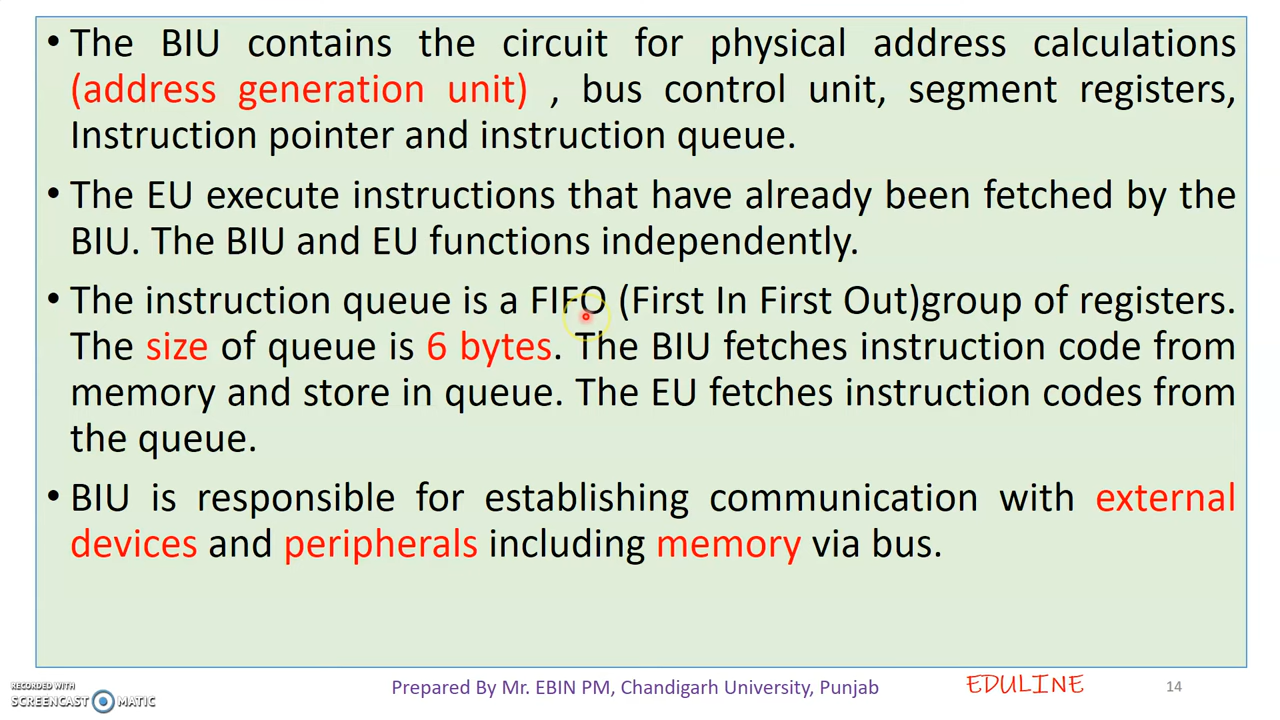 • The BIU contains the circuit for physical address calculations
(address generation unit) , bus control unit, segment registers,
Instruction pointer and instruction queue.
• The EU execute instructions that have already been fetched by the
BIU. The BIU and EU functions independently.
• The instruction queue is a FIFO (First In First Out)group of registers.
The size of queue is 6 bytes. The BIU fetches instruction code from
memory and store in queue. The EU fetches instruction codes from
the queue.
• BIU is responsible for establishing communication with external
devices and peripherals including memory via bus.
RECORDED WITH
SCREENCAST MATIC
Prepared By Mr. EBIN PM, Chandigarh University, Punjab
EDULINE
14